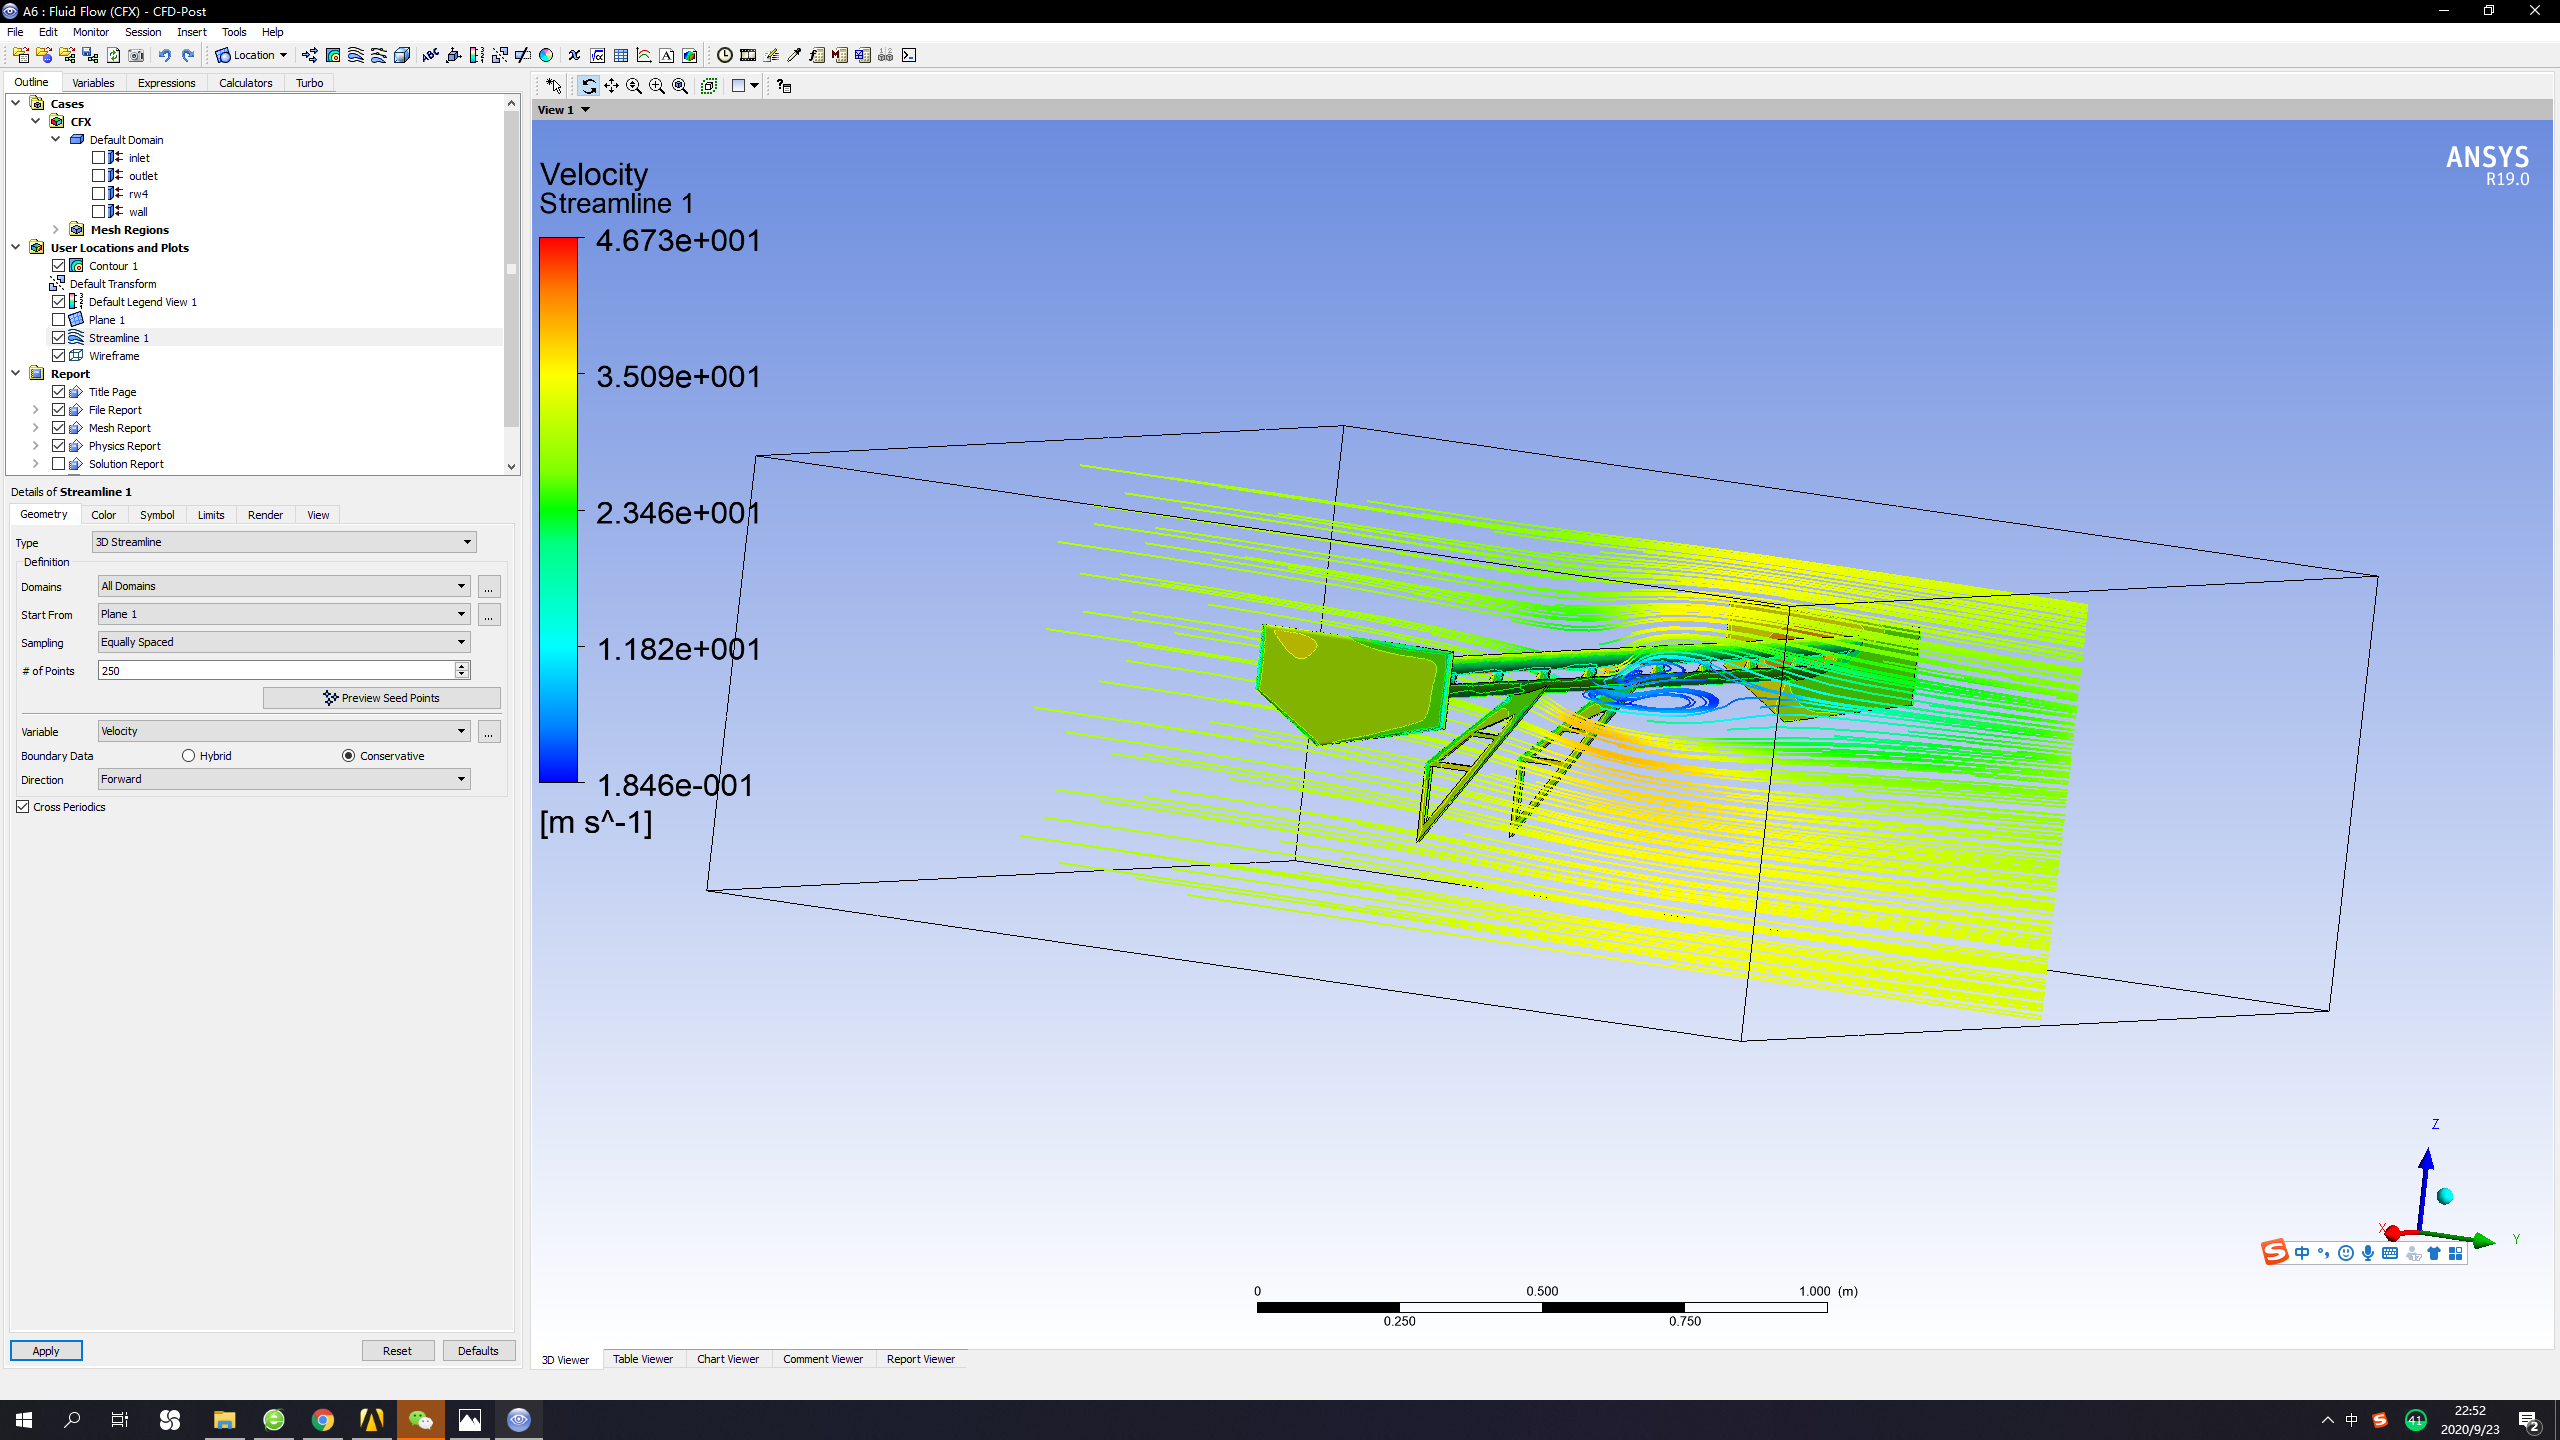 A6 : Fluid Flow (CFX) - CFD-Post
File Edit Monitor Session Insert Tools Help
Location
Outline Variables Expressions Calculators Turbo
Cases
CFX
Default Domain
inlet
outlet
rw4
wall
Mesh Regions
User Locations and Plots
Contour 1
Default Transform
Default Legend View 1
Plane 1
Streamline 1
Wireframe
Report
Title Page
File Report
Mesh Report
Physics Report
Solution Report
Details of Streamline 1
Geometry Color Symbol Limits Render View
Type 3D Streamline
Definition
Domains All Domains ...
Start From Plane 1 ...
Sampling Equally Spaced
# of Points 250
Preview Seed Points
Variable Velocity ...
Boundary Data Hybrid Conservative
Direction Forward
Cross Periodics
Apply Reset Defaults
View 1
ANSYS
R19.0
Velocity
Streamline 1
4.673e+001
3.509e+001
2.346e+001
1.182e+001
1.846e-001
[m s^-1]
Z
X
Y
中
0 0.500 1.000 (m)
0.250 0.750
3D Viewer Table Viewer Chart Viewer Comment Viewer Report Viewer
中
41
22:52
2020/9/23
2